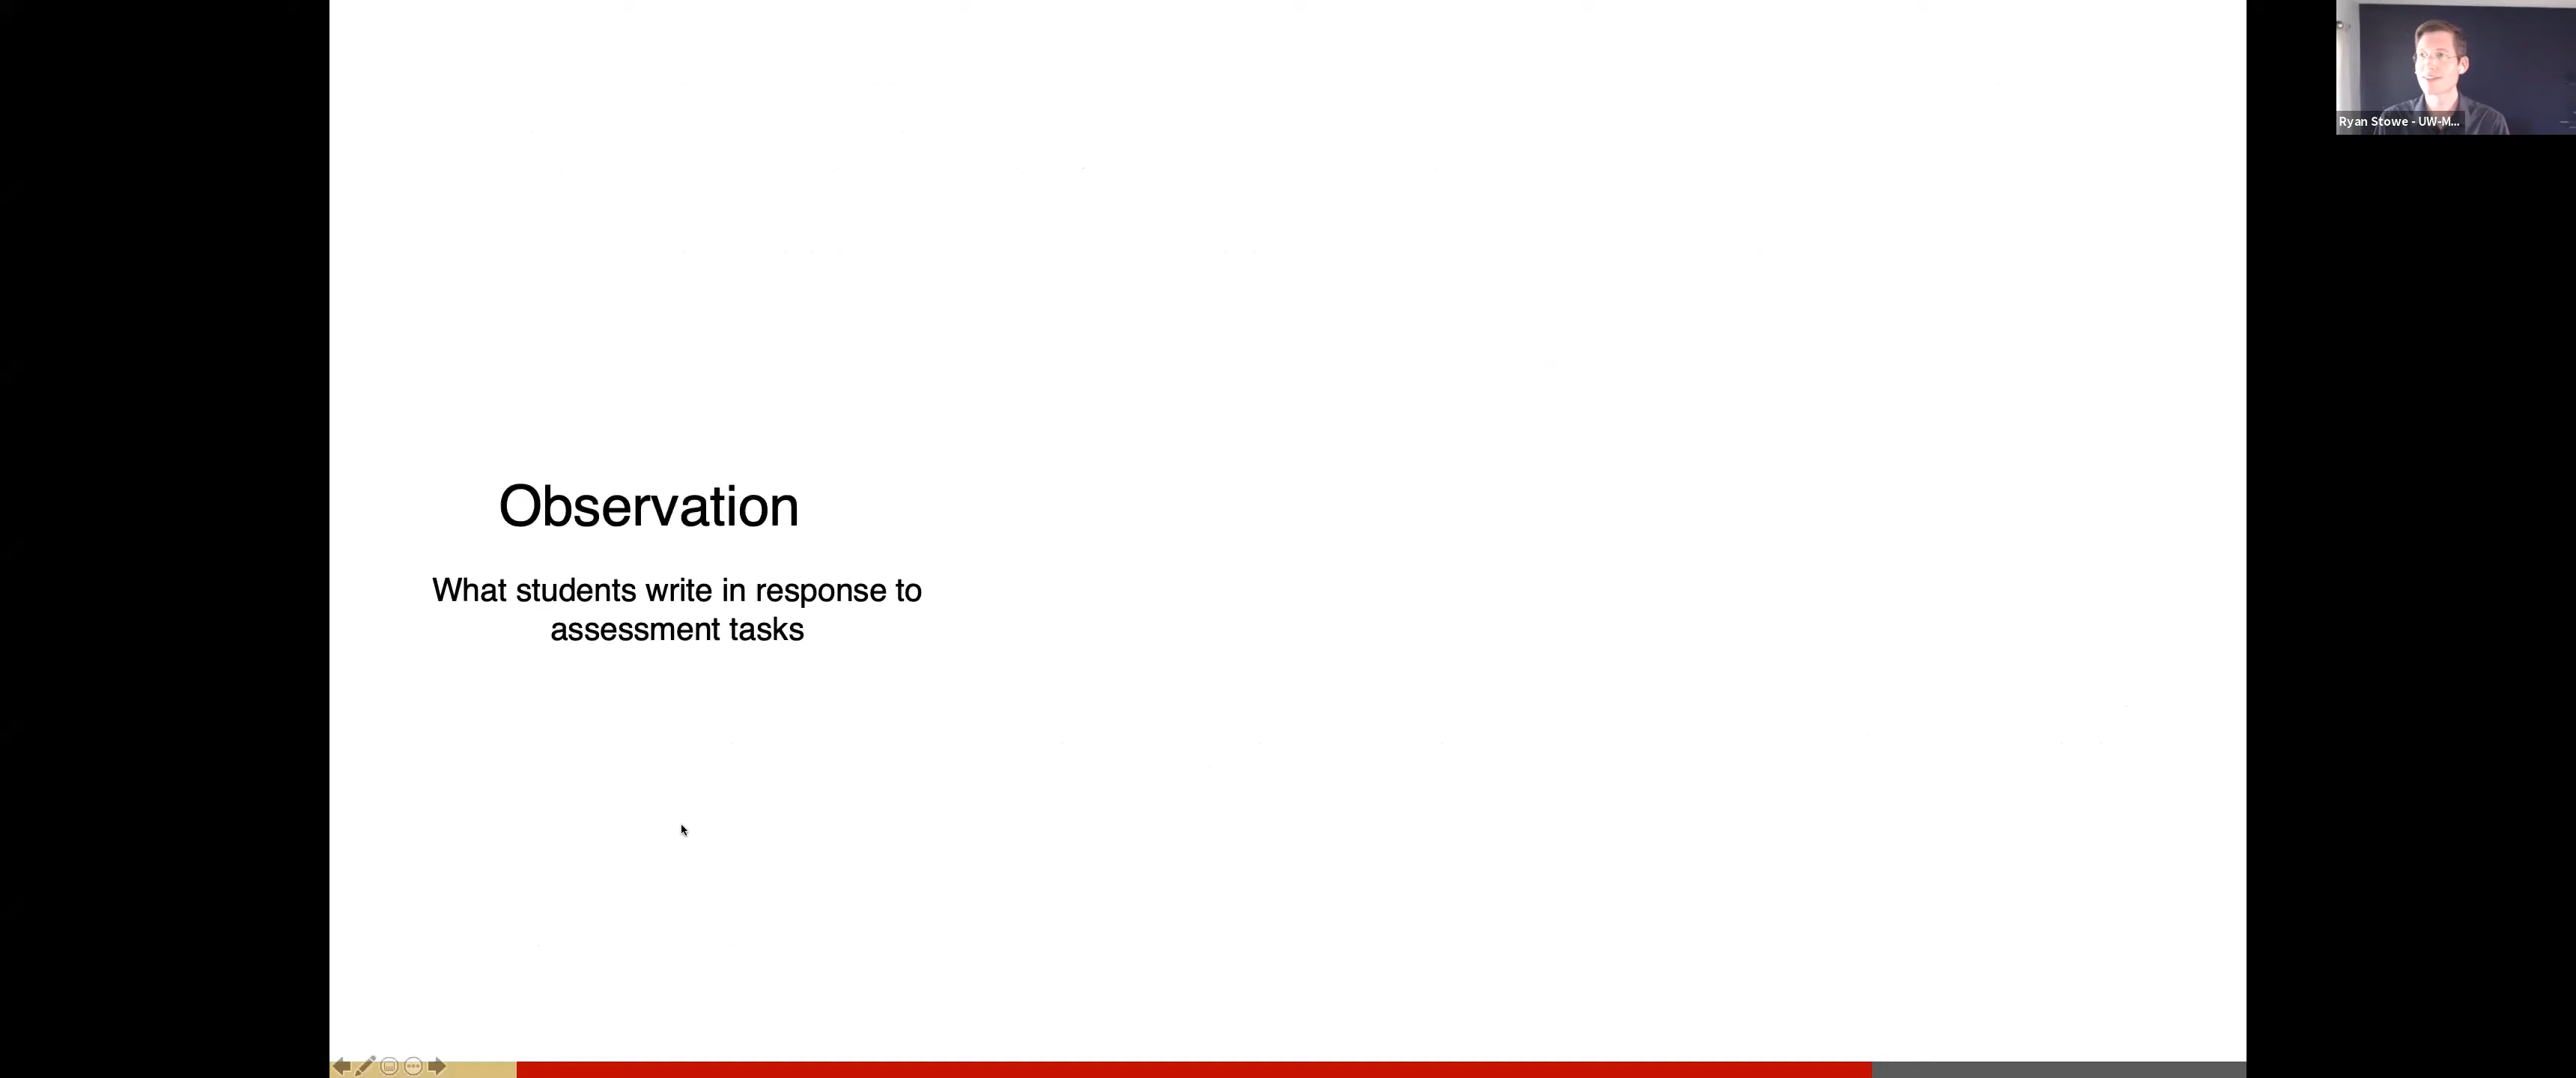 Ryan Stowe - UW-M...
Observation
What students write in response to
assessment tasks